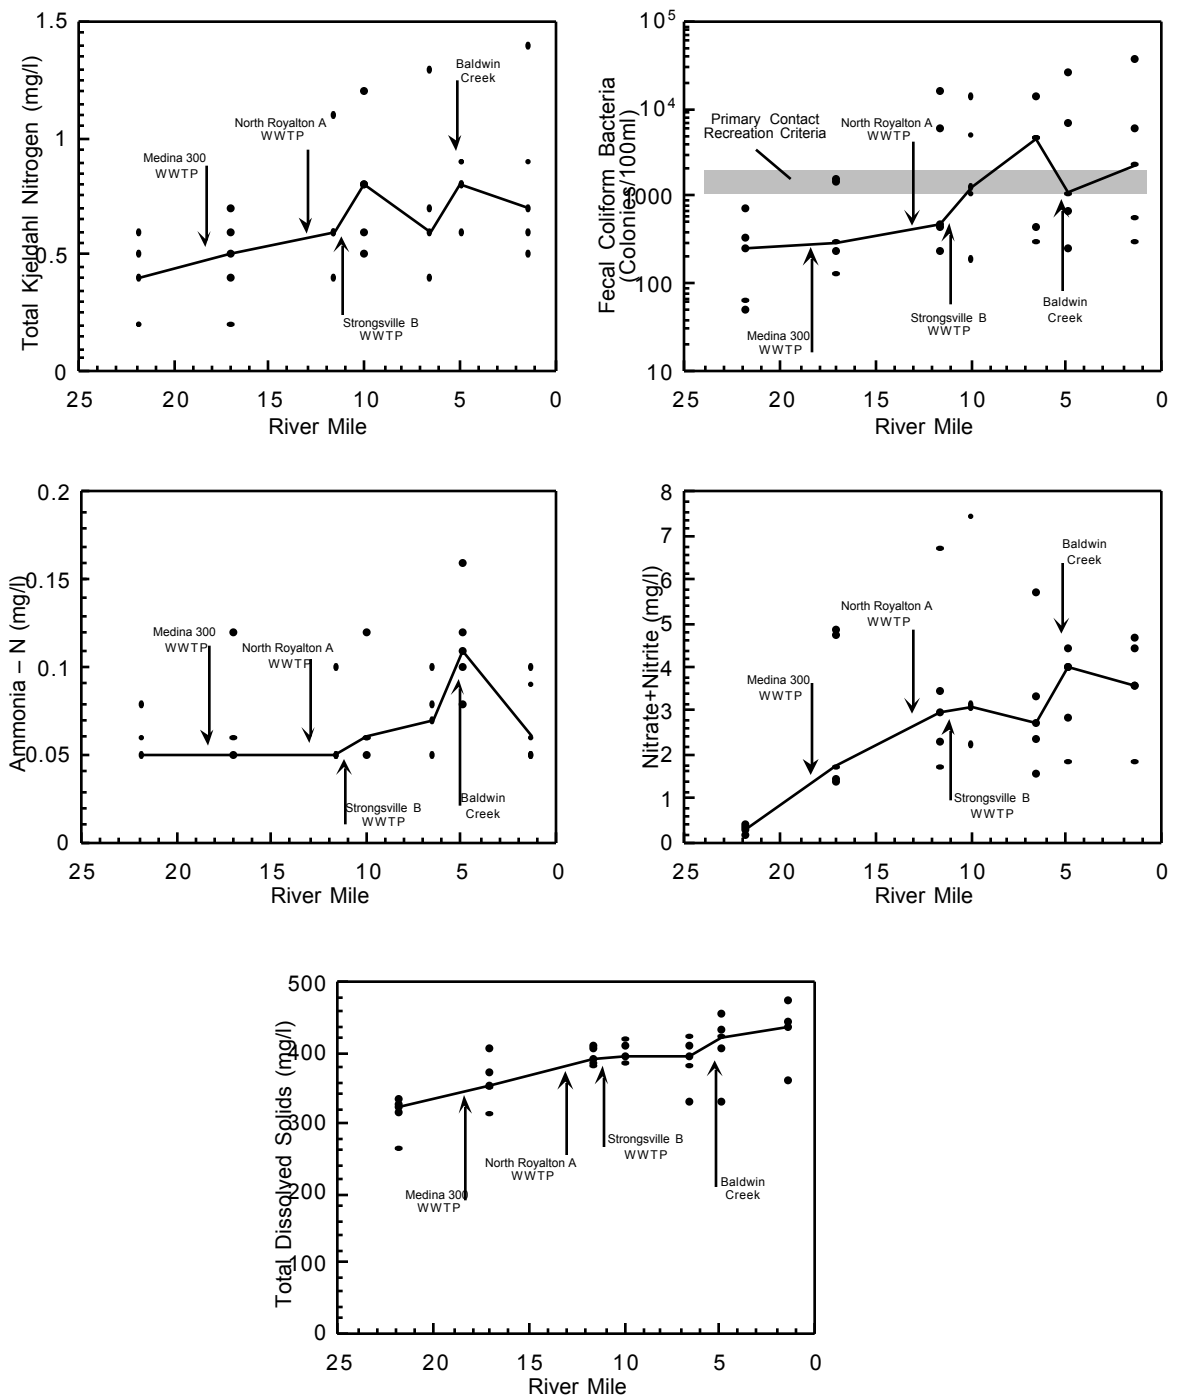 1.5
1
0.5
0
Total Kjeldahl Nitrogen (mg/l)
Medina 300
WWTP
North Royalton A
WWTP
Baldwin
Creek
Strongsville B
WWTP
25 20 15 10 5 0
River Mile
10⁵
10⁴
1000
100
10
Fecal Coliform Bacteria
(Colonies/100ml)
Primary Contact
Recreation Criteria
North Royalton A
WWTP
Medina 300
WWTP
Strongsville B
WWTP
Baldwin
Creek
25 20 15 10 5 0
River Mile
0.2
0.15
0.1
0.05
0
Ammonia – N (mg/l)
Medina 300
WWTP
North Royalton A
WWTP
Strongsville B
WWTP
Baldwin
Creek
25 20 15 10 5 0
River Mile
8
7
6
5
4
3
2
1
0
Nitrate+Nitrite (mg/l)
Baldwin
Creek
North Royalton A
WWTP
Medina 300
WWTP
Strongsville B
WWTP
25 20 15 10 5 0
River Mile
500
400
300
200
100
0
Total Dissolved Solids (mg/l)
Strongsville B
WWTP
North Royalton A
WWTP
Medina 300
WWTP
Baldwin
Creek
25 20 15 10 5 0
River Mile